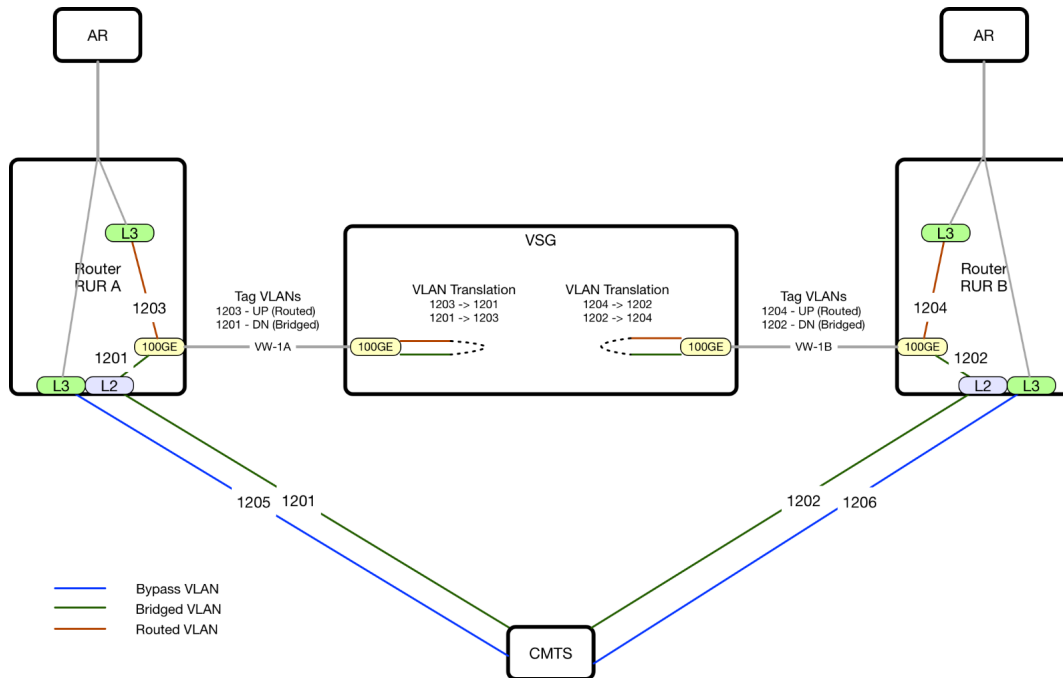 AR
AR
L3
Router
RUR A
1203
1201
100GE
L3
L2
Tag VLANs
1203 - UP (Routed)
1201 - DN (Bridged)
VW-1A
VSG
VLAN Translation
1203 -> 1201
1201 -> 1203
100GE
VLAN Translation
1204 -> 1202
1202 -> 1204
100GE
Tag VLANs
1204 - UP (Routed)
1202 - DN (Bridged)
VW-1B
L3
Router
RUR B
1204
100GE
1202
L2
L3
1205
1201
1202
1206
Bypass VLAN
Bridged VLAN
Routed VLAN
CMTS